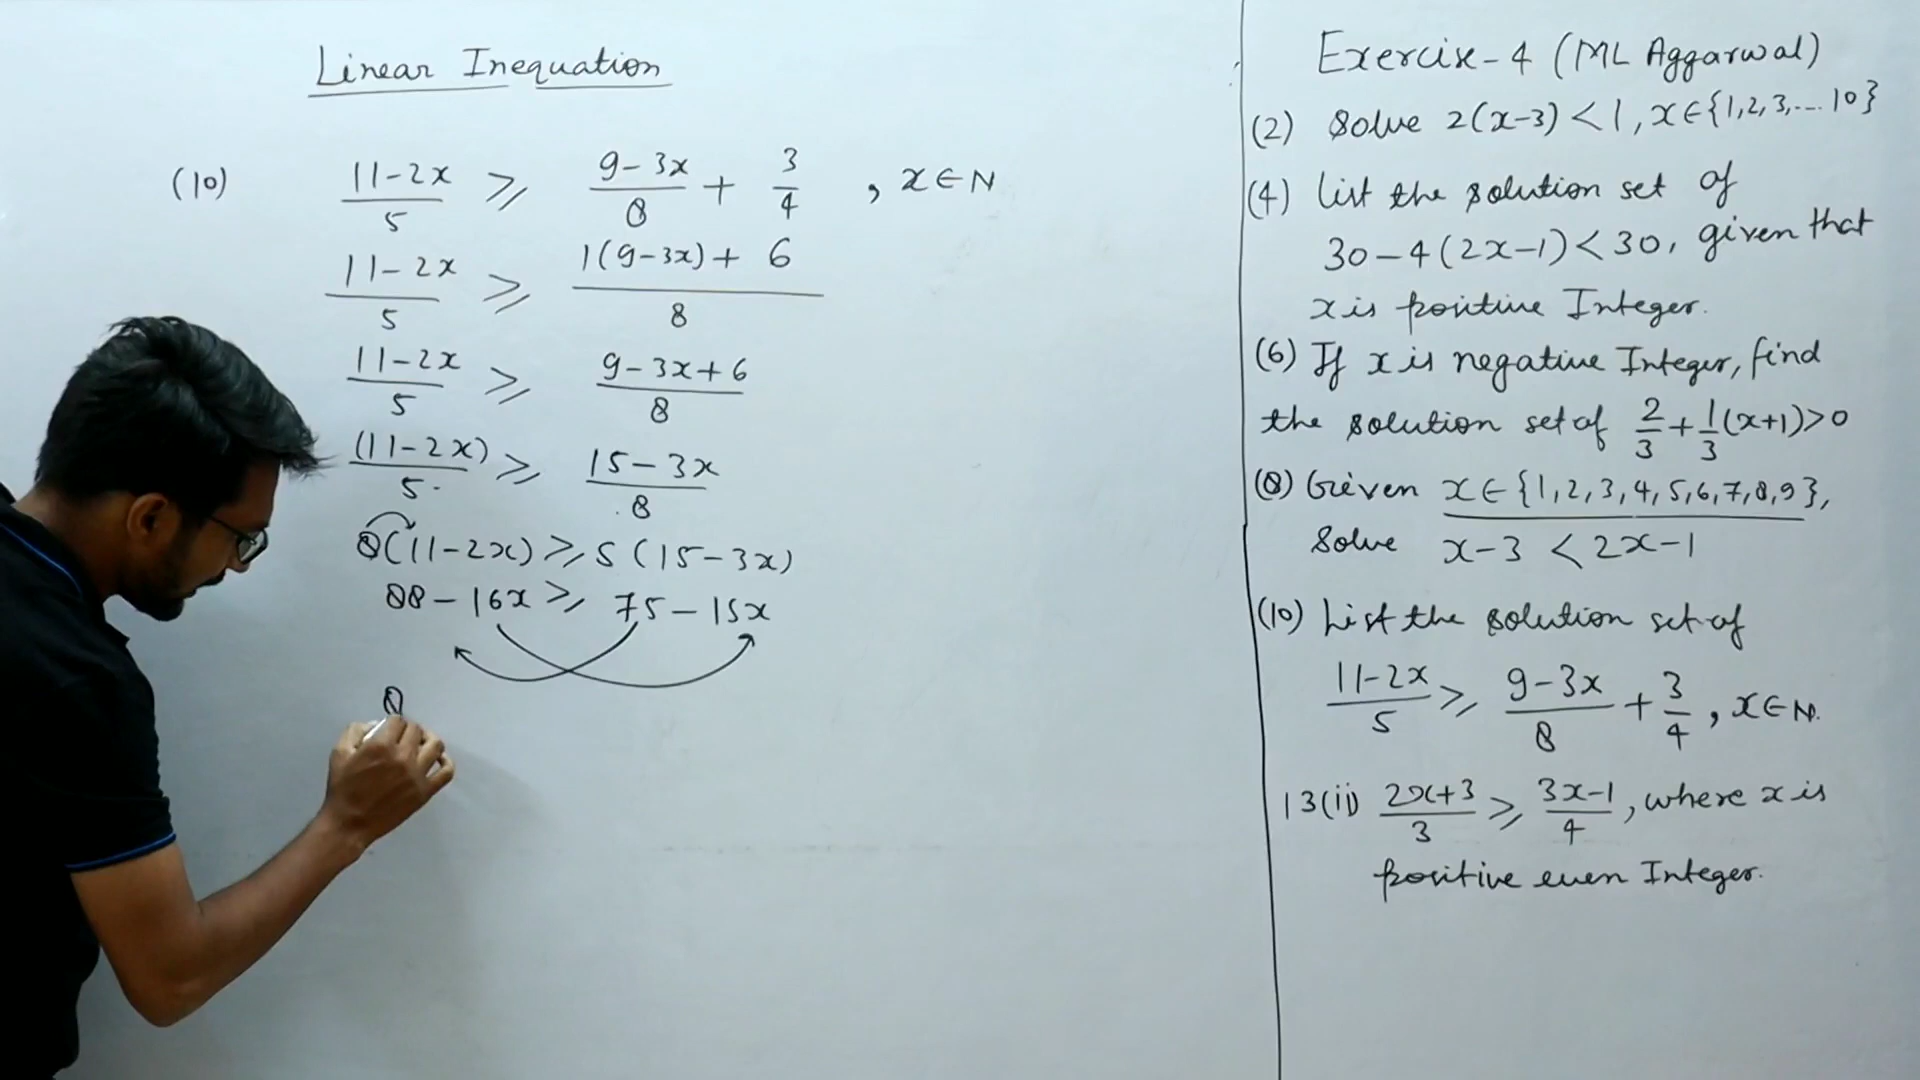 Linear Inequation
(10) 11-2x/5 ⩾ 9-3x/8 + 3/4 , x∈N
11-2x/5 ⩾ 1(9-3x)+ 6/8
11-2x/5 ⩾ 9-3x+6/8
(11-2x)/5 ⩾ 15-3x/8
8(11-2x) ⩾ 5(15-3x)
88-16x ⩾ 75-15x
8
Exercise-4 (ML Aggarwal)
(2) Solve 2(x-3) < 1, x∈{1,2,3,....10}
(4) List the solution set of
30-4(2x-1) < 30, given that
x is positive Integer.
(6) If x is negative Integer, find
the solution set of 2/3 + 1/3(x+1) > 0
(8) Given x∈{1,2,3,4,5,6,7,8,9},
Solve x-3 < 2x-1
(10) List the solution set of
11-2x/5 ⩾ 9-3x/8 + 3/4 , x∈N.
13(ii) 2x+3/3 ⩾ 3x-1/4 , where x is
positive even Integer.